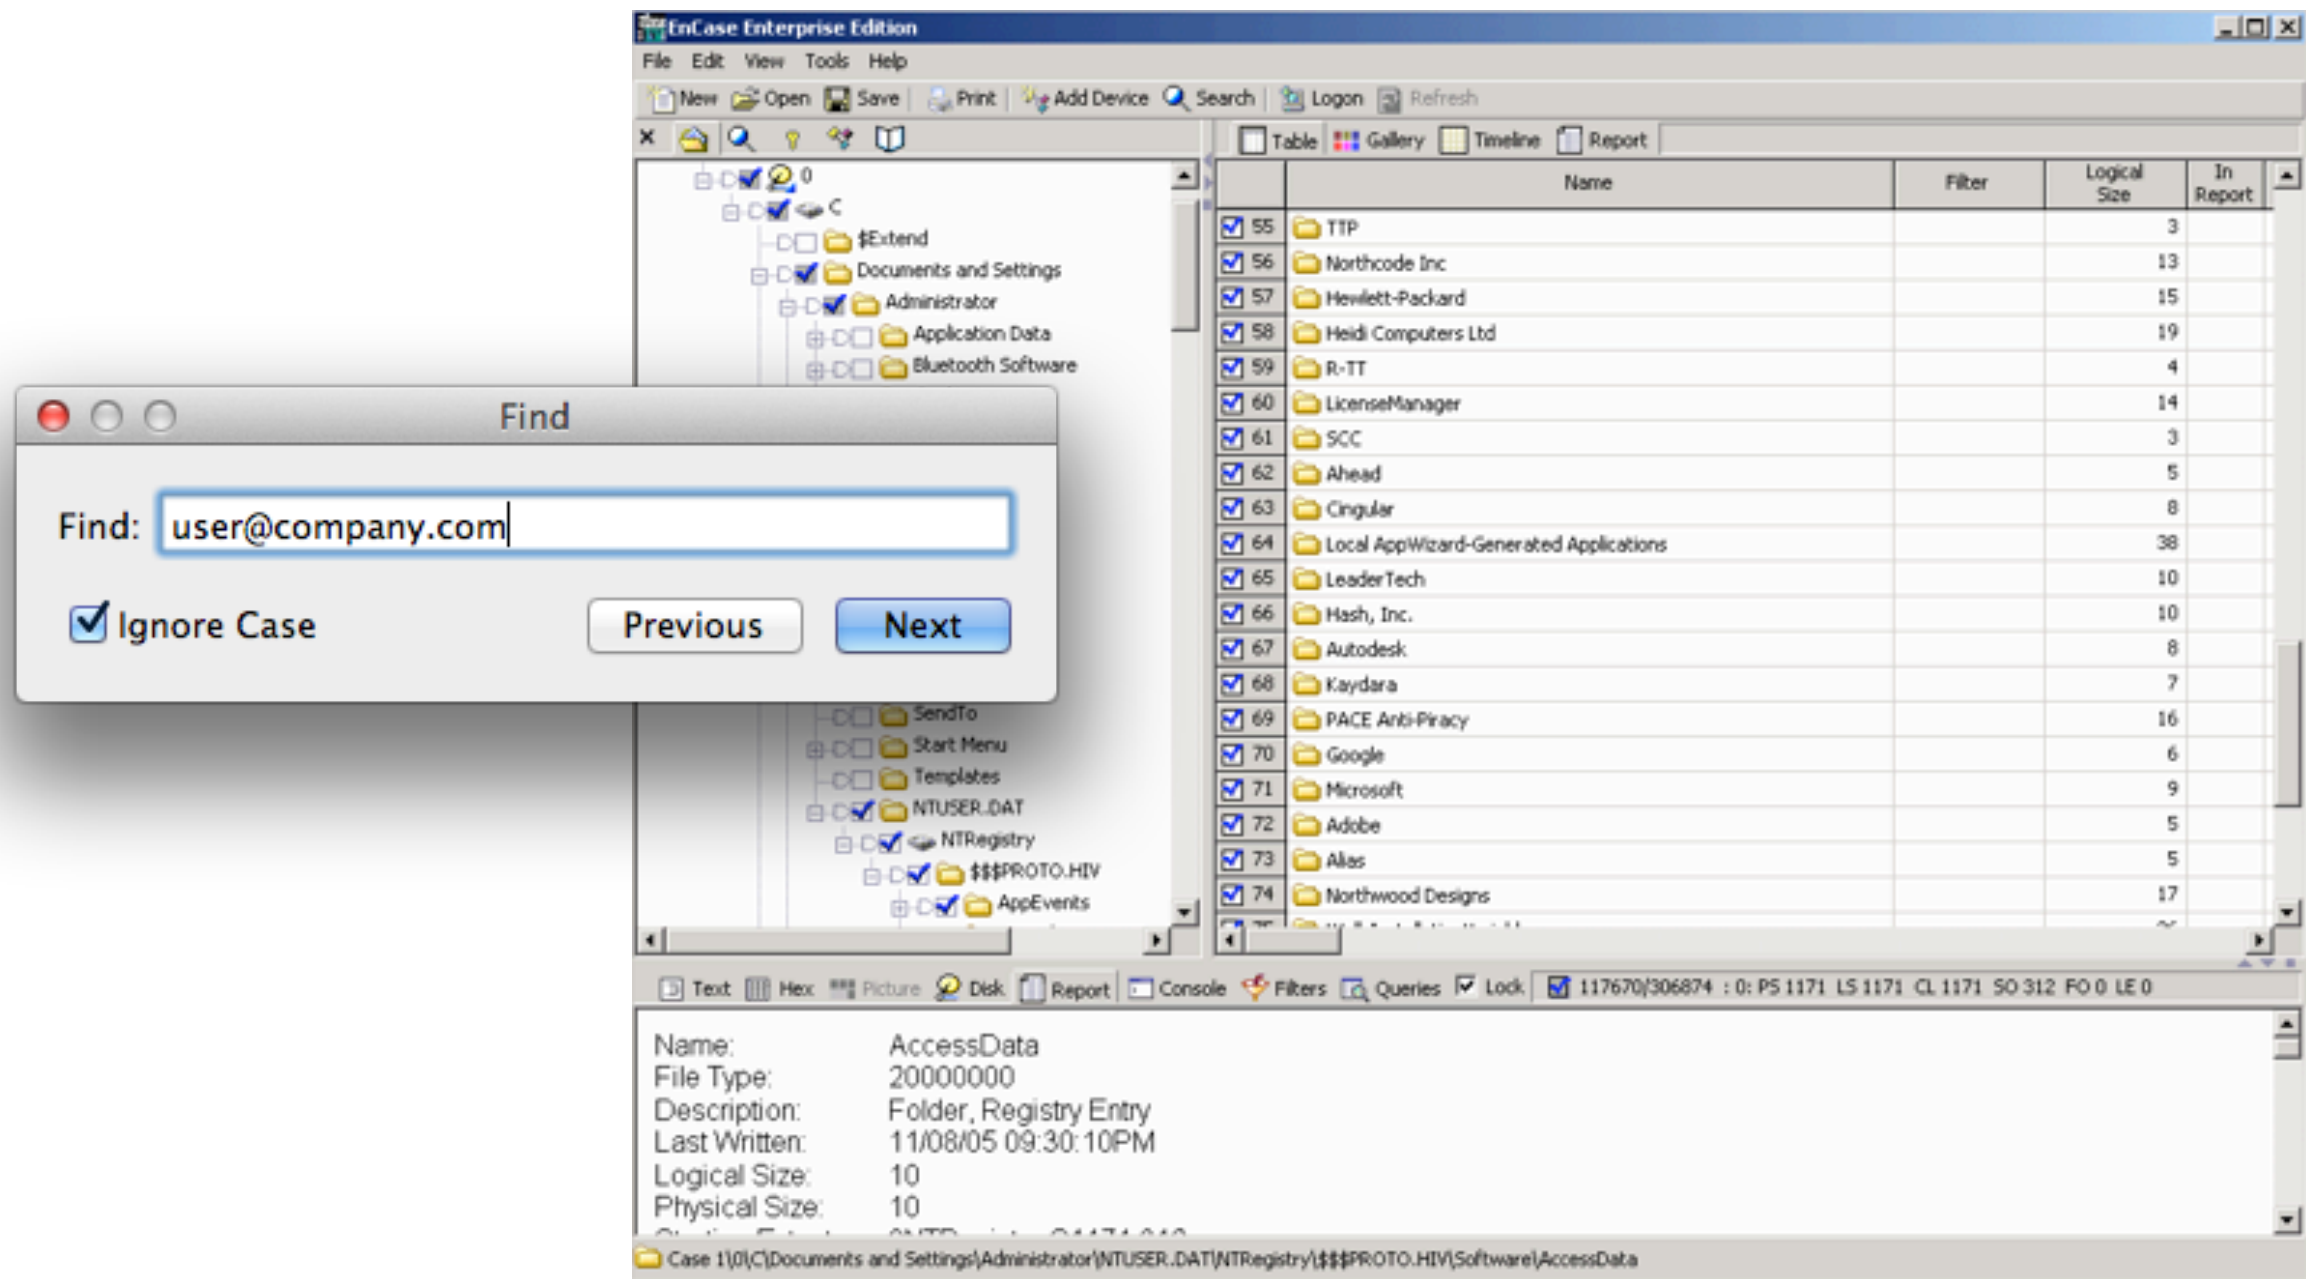 EnCase Enterprise Edition
File Edit View Tools Help
New Open Save Print Add Device Search Logon Refresh
Table Gallery Timeline Report
0
C
$Extend
Documents and Settings
Administrator
Application Data
Bluetooth Software
Find
Find: user@company.com
Ignore Case Previous Next
SendTo
Start Menu
Templates
NTUSER.DAT
NTRegistry
$$$PROTO.HIV
AppEvents
Name Filter Logical Size In Report
55 TTP 3
56 Northcode Inc 13
57 Hewlett-Packard 15
58 Heidi Computers Ltd 19
59 R-TT 4
60 LicenseManager 14
61 SCC 3
62 Ahead 5
63 Cingular 8
64 Local AppWizard-Generated Applications 38
65 LeaderTech 10
66 Hash, Inc. 10
67 Autodesk 8
68 Kaydara 7
69 PACE Anti-Piracy 16
70 Google 6
71 Microsoft 9
72 Adobe 5
73 Alias 5
74 Northwood Designs 17
Text Hex Picture Disk Report Console Filters Queries Lock 117670/306874 : 0: PS 1171 LS 1171 CL 1171 SO 312 FO 0 LE 0
Name: AccessData
File Type: 20000000
Description: Folder, Registry Entry
Last Written: 11/08/05 09:30:10PM
Logical Size: 10
Physical Size: 10
Case 1\0\C\Documents and Settings\Administrator\NTUSER.DAT\NTRegistry\$$$PROTO.HIV\Software\AccessData